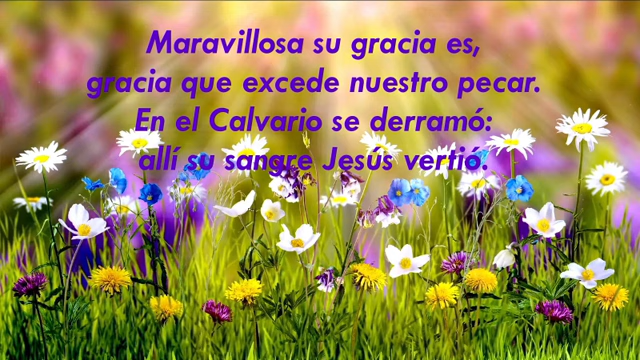 Maravillosa su gracia es,
gracia que excede nuestro pecar.
En el Calvario se derramó:
allí su sangre Jesús vertió.